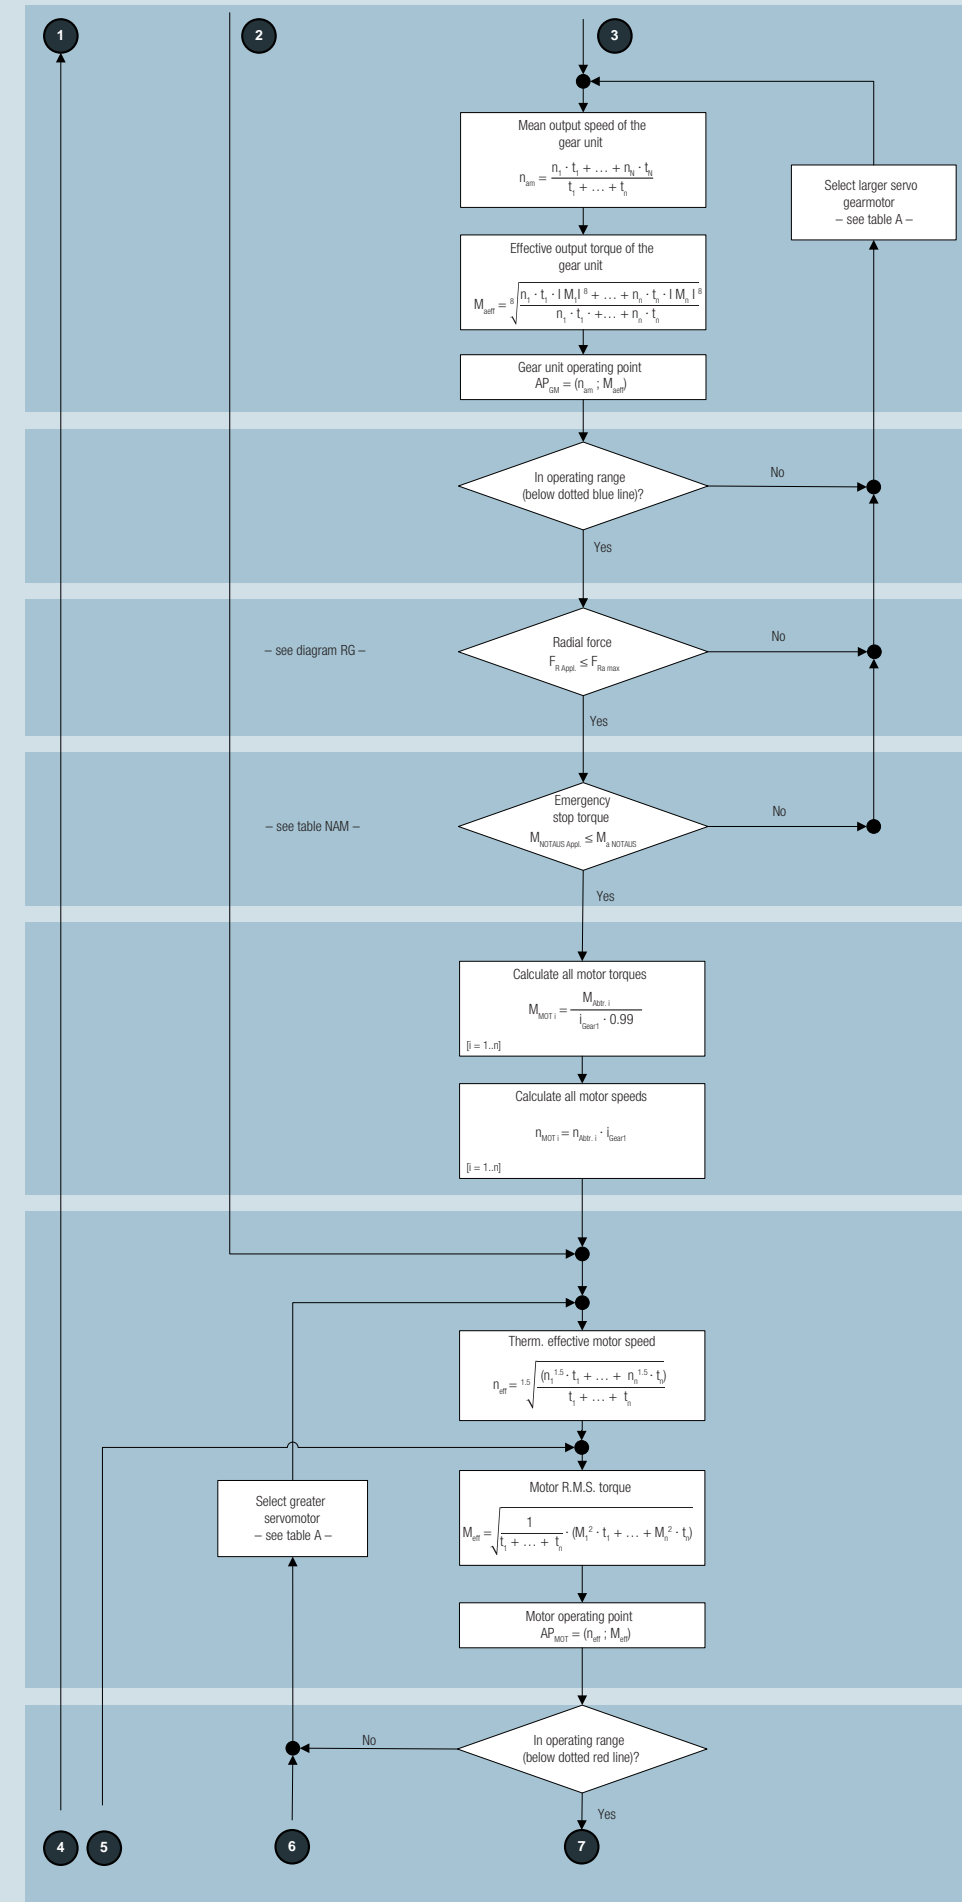 1
2
3
Mean output speed of the
gear unit
n_am = (n_1 · t_1 + … + n_N · t_N) / (t_1 + … + t_n)
Select larger servo
gearmotor
– see table A –
Effective output torque of the
gear unit
M_aeff = ⁸√((n_1 · t_1 · I M_1I ⁸ + … + n_n · t_n · I M_n I ⁸) / (n_1 · t_1 · +… + n_n · t_n))
Gear unit operating point
AP_GM = (n_am ; M_aeff)
In operating range
(below dotted blue line)?
No
Yes
– see diagram RG –
Radial force
F_R Appl. ≤ F_Ra max
No
Yes
– see table NAM –
Emergency
stop torque
M_NOTAUS Appl. ≤ M_a NOTAUS
No
Yes
Calculate all motor torques
M_MOT i = M_Abtr. i / (i_Gear1 · 0.99)
[i = 1..n]
Calculate all motor speeds
n_MOT i = n_Abtr. i · i_Gear1
[i = 1..n]
Therm. effective motor speed
n_eff = ^1.5√((n_1^1.5 · t_1 + … + n_n^1.5 · t_n) / (t_1 + … + t_n))
Select greater
servomotor
– see table A –
Motor R.M.S. torque
M_eff = √(1 / (t_1 + … + t_n) · (M_1² · t_1 + … + M_n² · t_n))
Motor operating point
AP_MOT = (n_eff ; M_eff)
In operating range
(below dotted red line)?
No
Yes
4
5
6
7